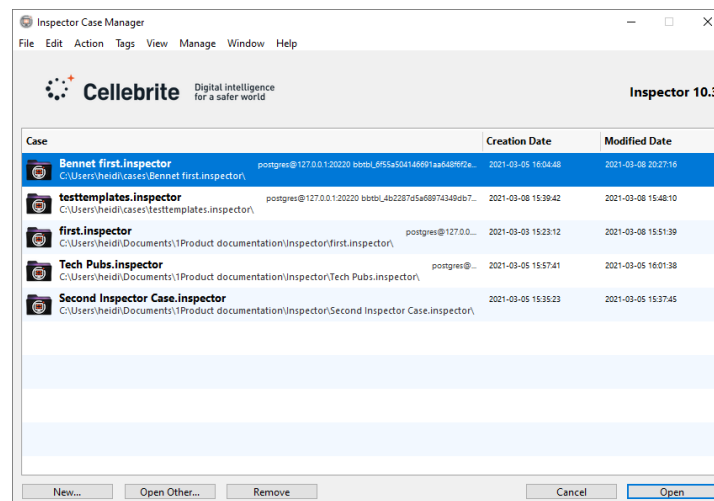 Inspector Case Manager
File Edit Action Tags View Manage Window Help
Cellebrite Digital intelligence
for a safer world
Inspector 10.3
Case Creation Date Modified Date
Bennet first.inspector postgres@127.0.0.1:20220 bbtbl_6f55a504146691aa648f6f2e... 2021-03-05 16:04:48 2021-03-08 20:27:16
C:\Users\heidi\cases\Bennet first.inspector\
testtemplates.inspector postgres@127.0.0.1:20220 bbtbl_4b2287d5a68974349db7... 2021-03-08 15:39:42 2021-03-08 15:48:10
C:\Users\heidi\cases\testtemplates.inspector\
first.inspector postgres@127.0.0... 2021-03-03 15:23:12 2021-03-08 15:51:39
C:\Users\heidi\Documents\1Product documentation\Inspector\first.inspector\
Tech Pubs.inspector postgres@... 2021-03-05 15:57:41 2021-03-05 16:01:38
C:\Users\heidi\Documents\1Product documentation\Inspector\Tech Pubs.inspector\
Second Inspector Case.inspector 2021-03-05 15:35:23 2021-03-05 15:37:45
C:\Users\heidi\Documents\1Product documentation\Inspector\Second Inspector Case.inspector\
New... Open Other... Remove Cancel Open